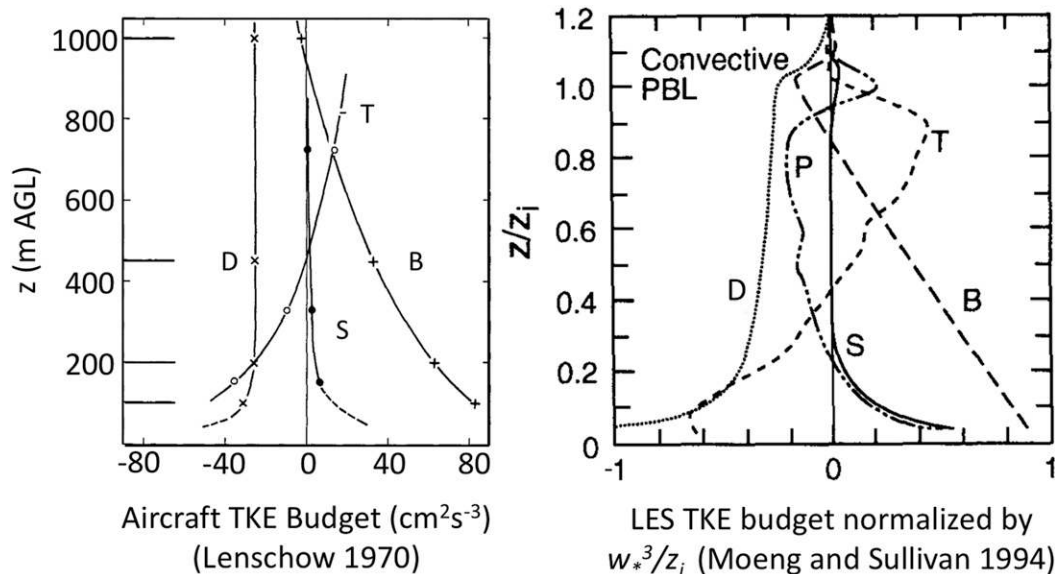 1000
800
600
400
200
z (m AGL)
T
D
B
S
-80
-40
0
40
80
Aircraft TKE Budget (cm²s⁻³)
(Lenschow 1970)
1.2
1.0
0.8
0.6
0.4
0.2
0
z/zᵢ
Convective
PBL
T
P
D
B
S
-1
0
1
LES TKE budget normalized by
w*³/zᵢ (Moeng and Sullivan 1994)